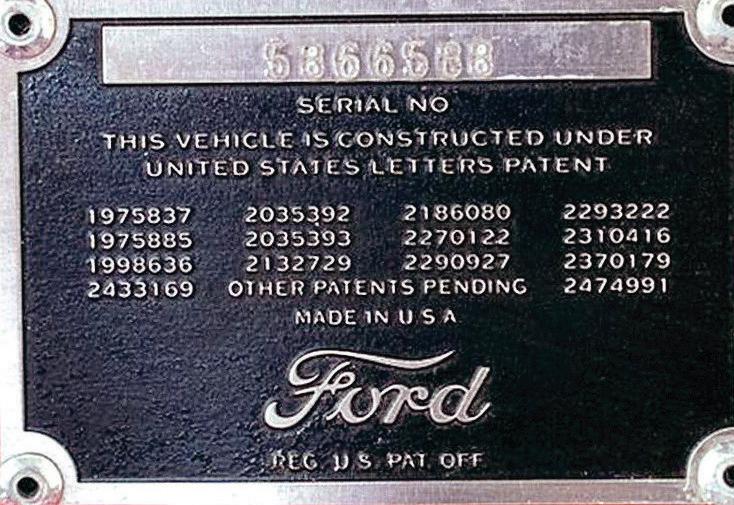 SERIAL NO
THIS VEHICLE IS CONSTRUCTED UNDER
UNITED STATES LETTERS PATENT
1975837 2035392 2186080 2293222
1975885 2035393 2270122 2310416
1998636 2132729 2290927 2370179
2433169 OTHER PATENTS PENDING 2474991
MADE IN U S A
Ford
REG. U.S. PAT. OFF